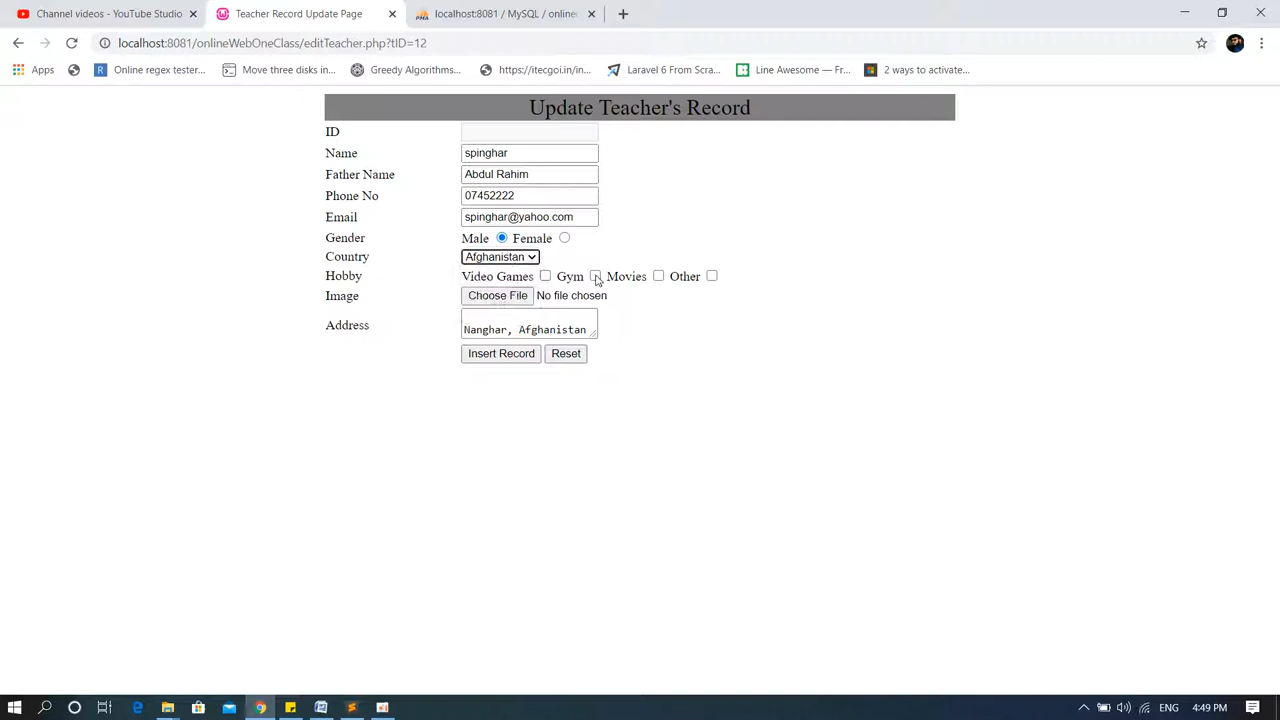 Channel videos - YouTube Studio
Teacher Record Update Page
localhost:8081 / MySQL / online
localhost:8081/onlineWebOneClass/editTeacher.php?tID=12
Apps
Online regex tester...
Move three disks in...
Greedy Algorithms...
https://itecgoi.in/in...
Laravel 6 From Scra...
Line Awesome — Fr...
2 ways to activate...
Update Teacher's Record
ID
Name spinghar
Father Name Abdul Rahim
Phone No 07452222
Email spinghar@yahoo.com
Gender Male Female
Country Afghanistan
Hobby Video Games Gym Movies Other
Image Choose File No file chosen
Address Nanghar, Afghanistan
Insert Record Reset
ENG 4:49 PM